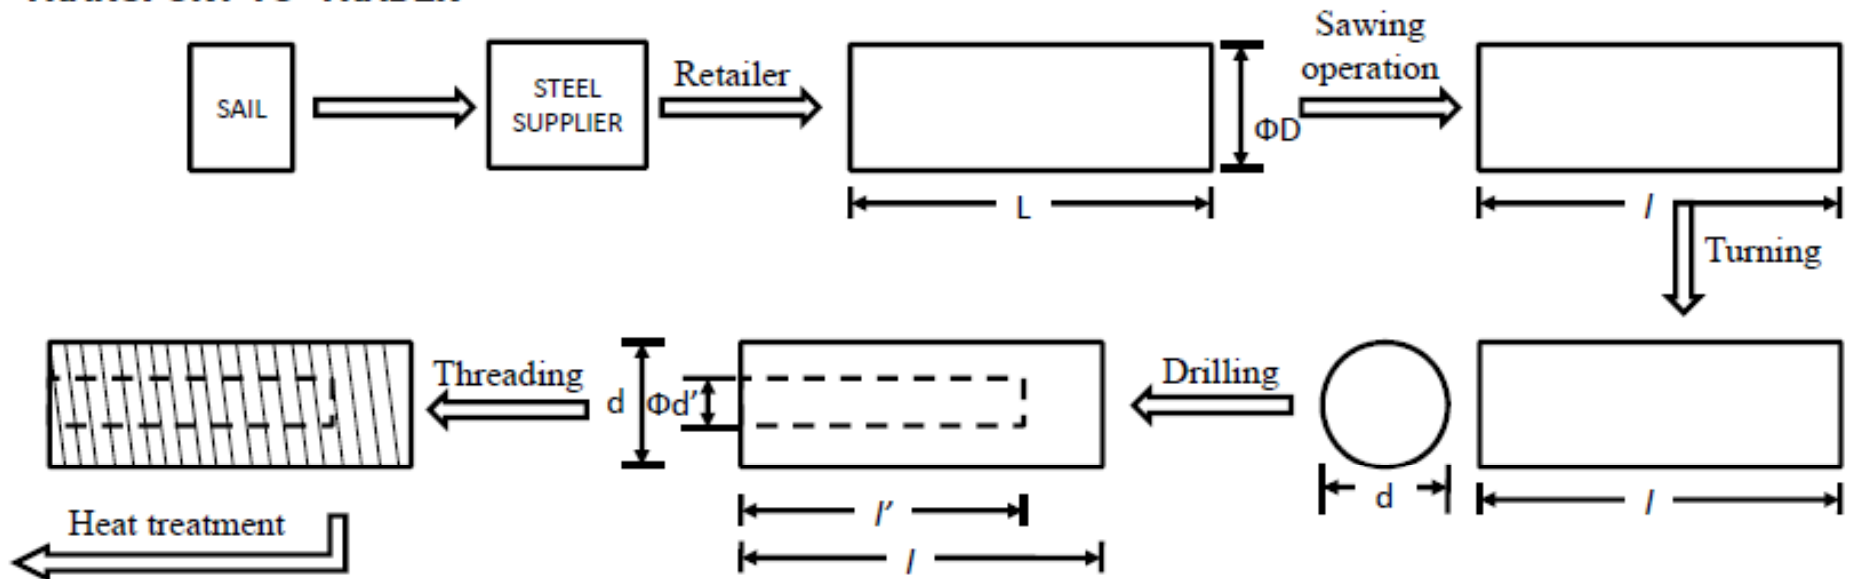 SAIL
STEEL
SUPPLIER
Retailer
L
ΦD
Sawing
operation
l
Turning
l
d
Drilling
d
Φd’
l’
l
Threading
Heat treatment